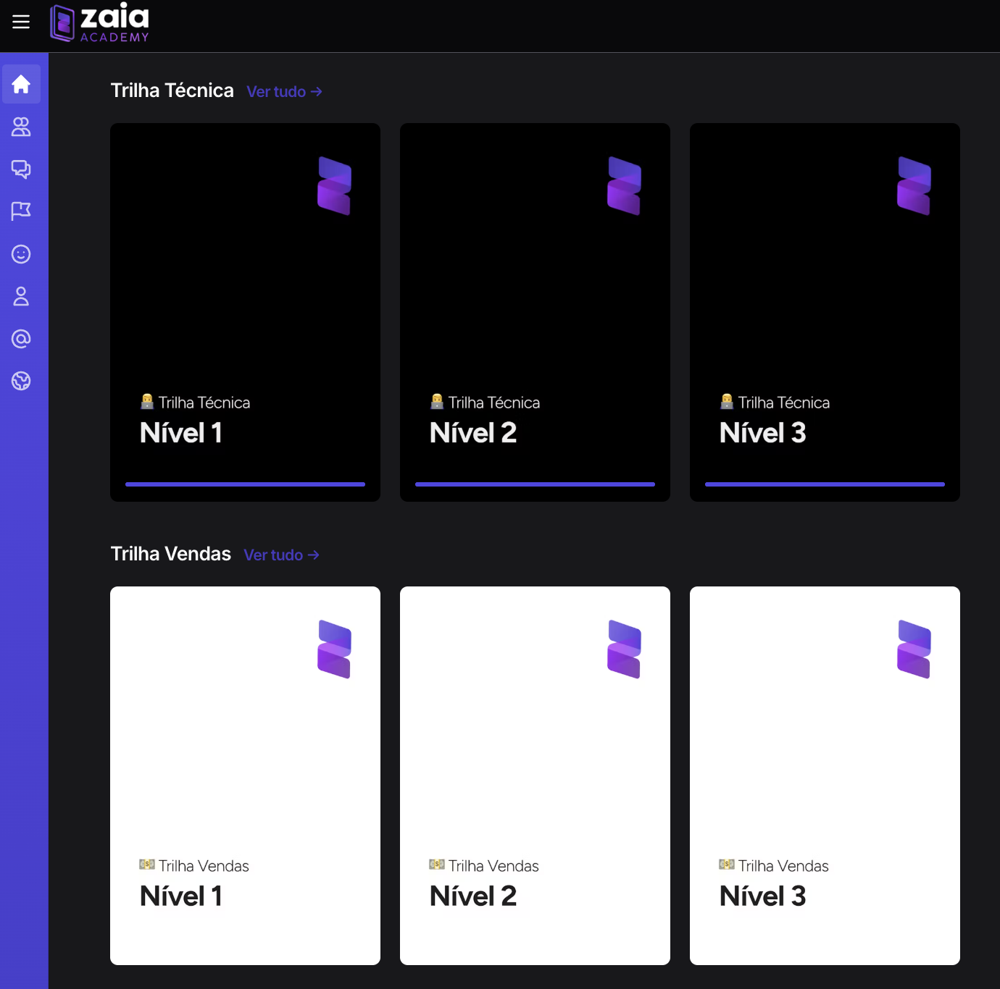 zaia
ACADEMY
Trilha Técnica Ver tudo →
Trilha Técnica
Nível 1
Trilha Técnica
Nível 2
Trilha Técnica
Nível 3
Trilha Vendas Ver tudo →
Trilha Vendas
Nível 1
Trilha Vendas
Nível 2
Trilha Vendas
Nível 3